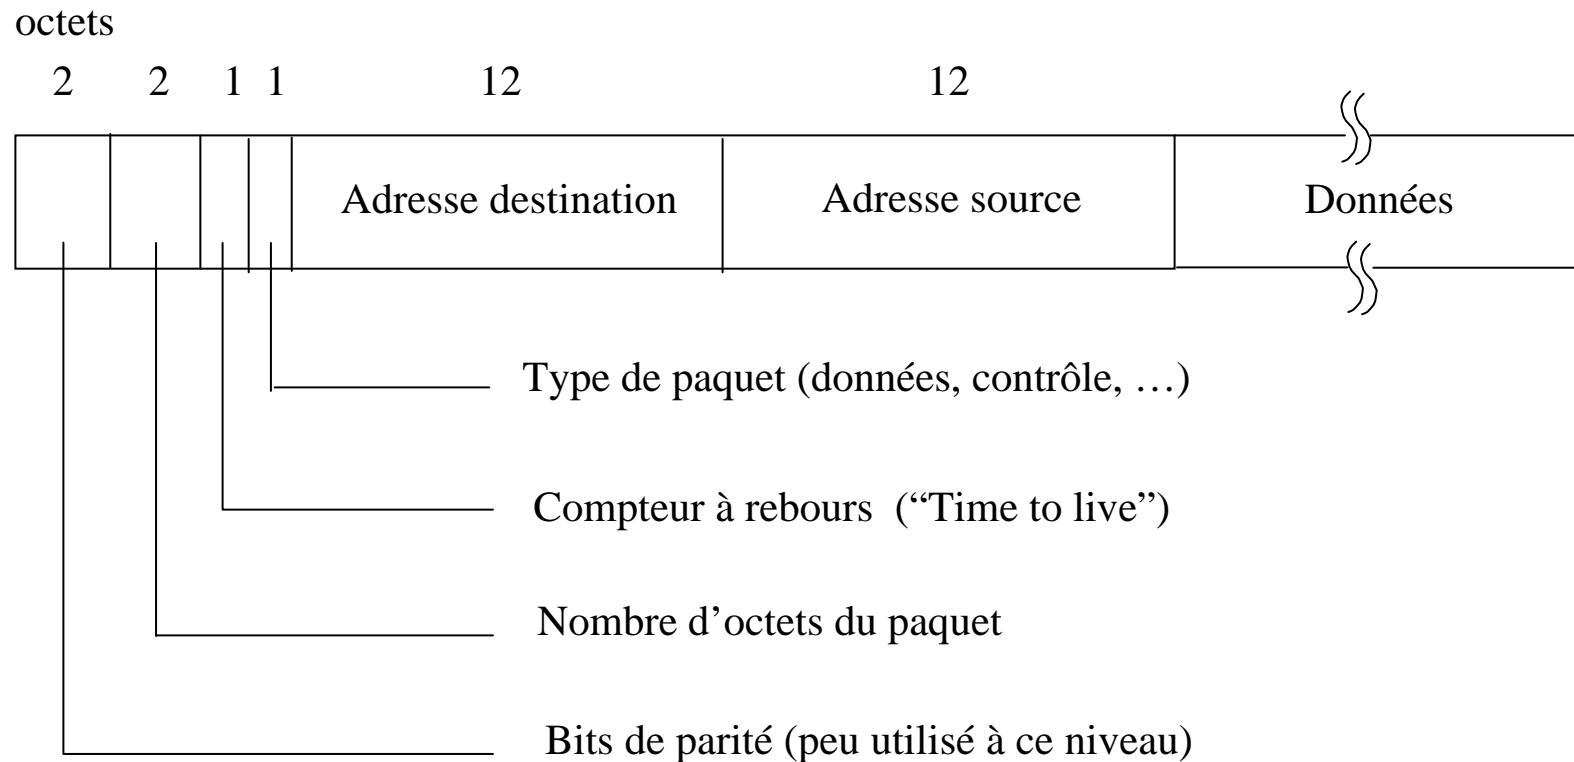 octets
2 2 1 1 12 12
Adresse destination Adresse source Données
Type de paquet (données, contrôle, …)
Compteur à rebours (“Time to live”)
Nombre d’octets du paquet
Bits de parité (peu utilisé à ce niveau)